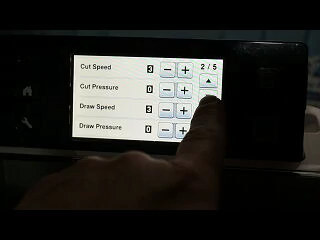 Cut Speed 3 - + 2 / 5
Cut Pressure 0 - +
Draw Speed 3 - +
Draw Pressure 0 - +